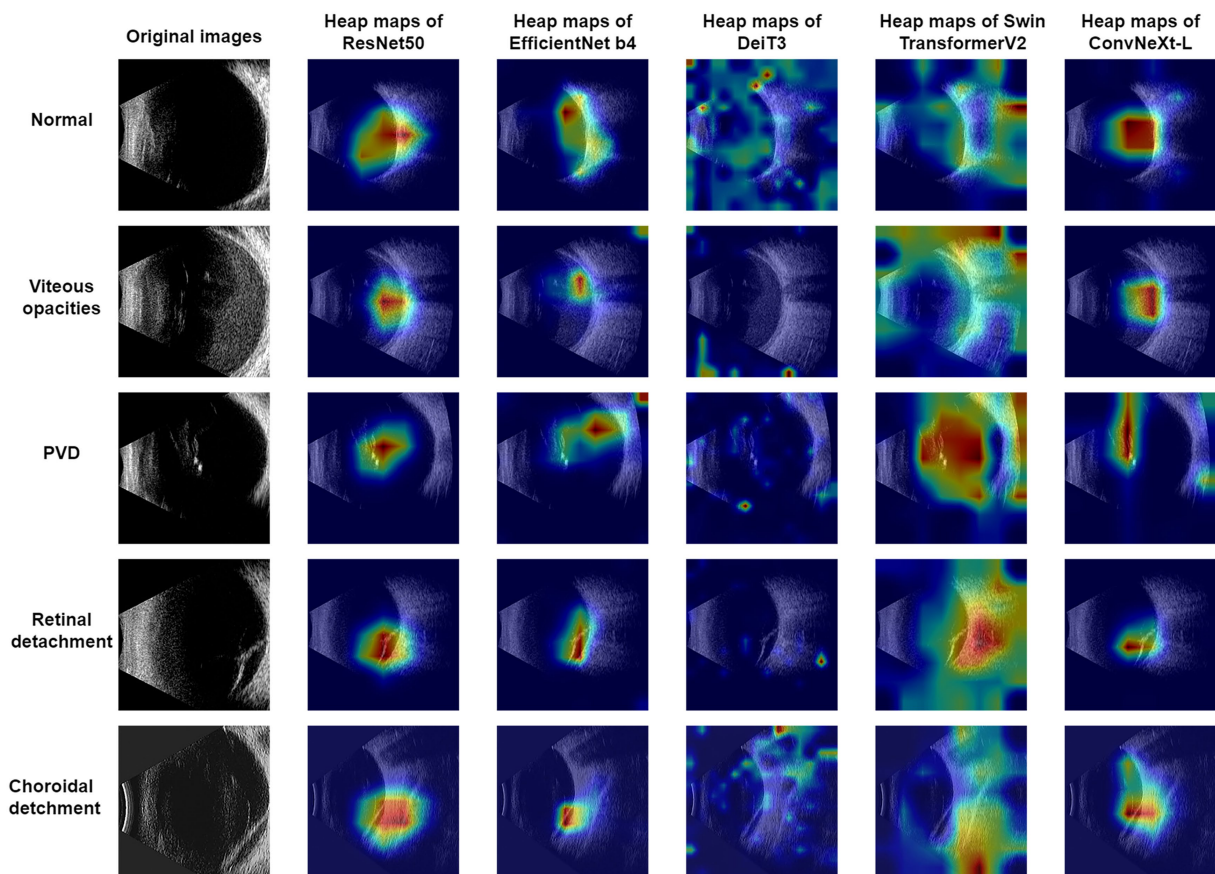 Original images
Heap maps of
ResNet50
Heap maps of
EfficientNet b4
Heap maps of
DeiT3
Heap maps of Swin
TransformerV2
Heap maps of
ConvNeXt-L
Normal
Viteous
opacities
PVD
Retinal
detachment
Choroidal
detchment